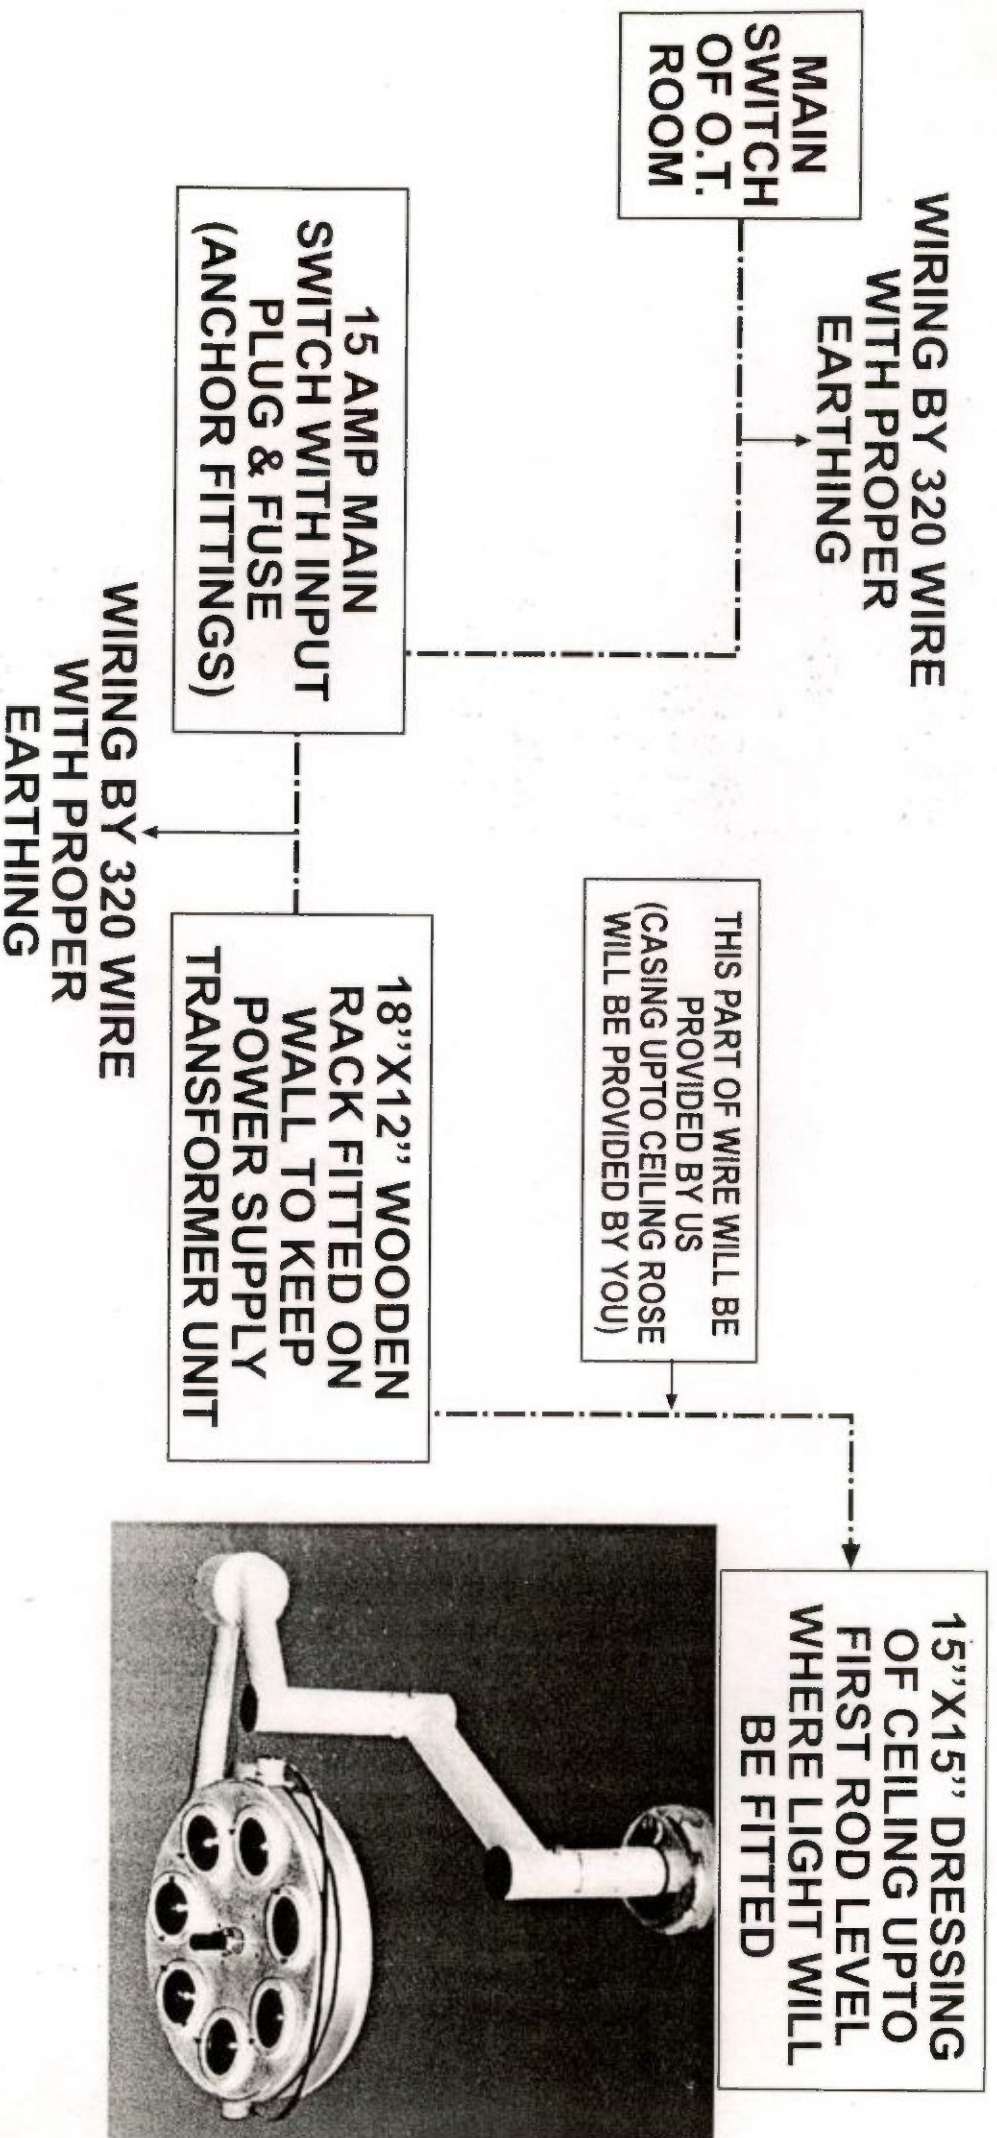 MAIN
SWITCH
OF O.T.
ROOM
WIRING BY 320 WIRE
WITH PROPER
EARTHING
15 AMP MAIN
SWITCH WITH INPUT
PLUG & FUSE
(ANCHOR FITTINGS)
WIRING BY 320 WIRE
WITH PROPER
EARTHING
THIS PART OF WIRE WILL BE
PROVIDED BY US
(CASING UPTO CEILING ROSE
WILL BE PROVIDED BY YOU)
18''X12'' WOODEN
RACK FITTED ON
WALL TO KEEP
POWER SUPPLY
TRANSFORMER UNIT
15''X15'' DRESSING
OF CEILING UPTO
FIRST ROD LEVEL
WHERE LIGHT WILL
BE FITTED